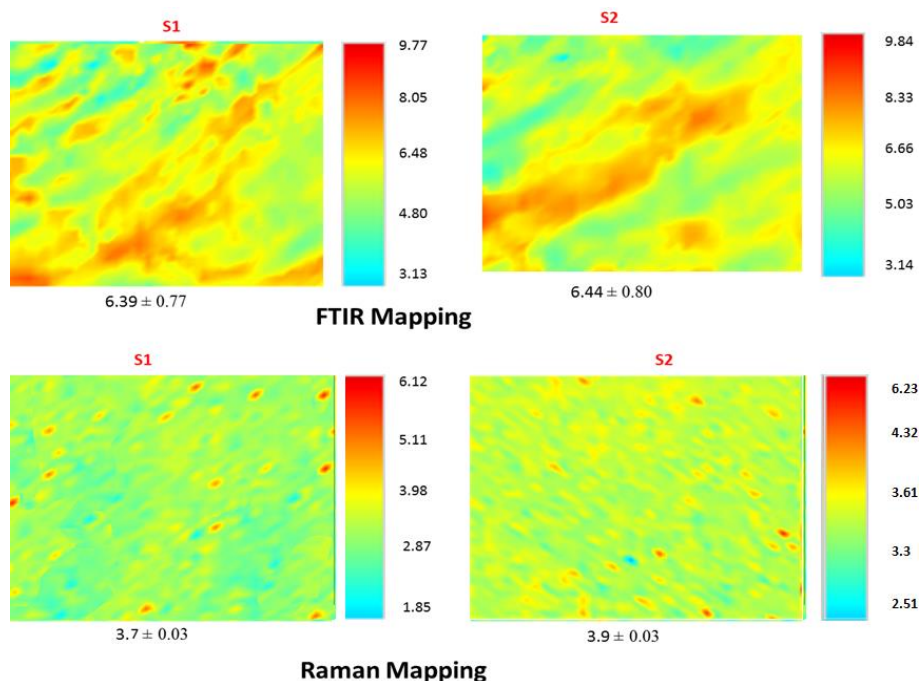 S1
S2
9.77
8.05
6.48
4.80
3.13
9.84
8.33
6.66
5.03
3.14
6.39 ± 0.77
6.44 ± 0.80
FTIR Mapping
S1
S2
6.12
5.11
3.98
2.87
1.85
6.23
4.32
3.61
3.3
2.51
3.7 ± 0.03
3.9 ± 0.03
Raman Mapping